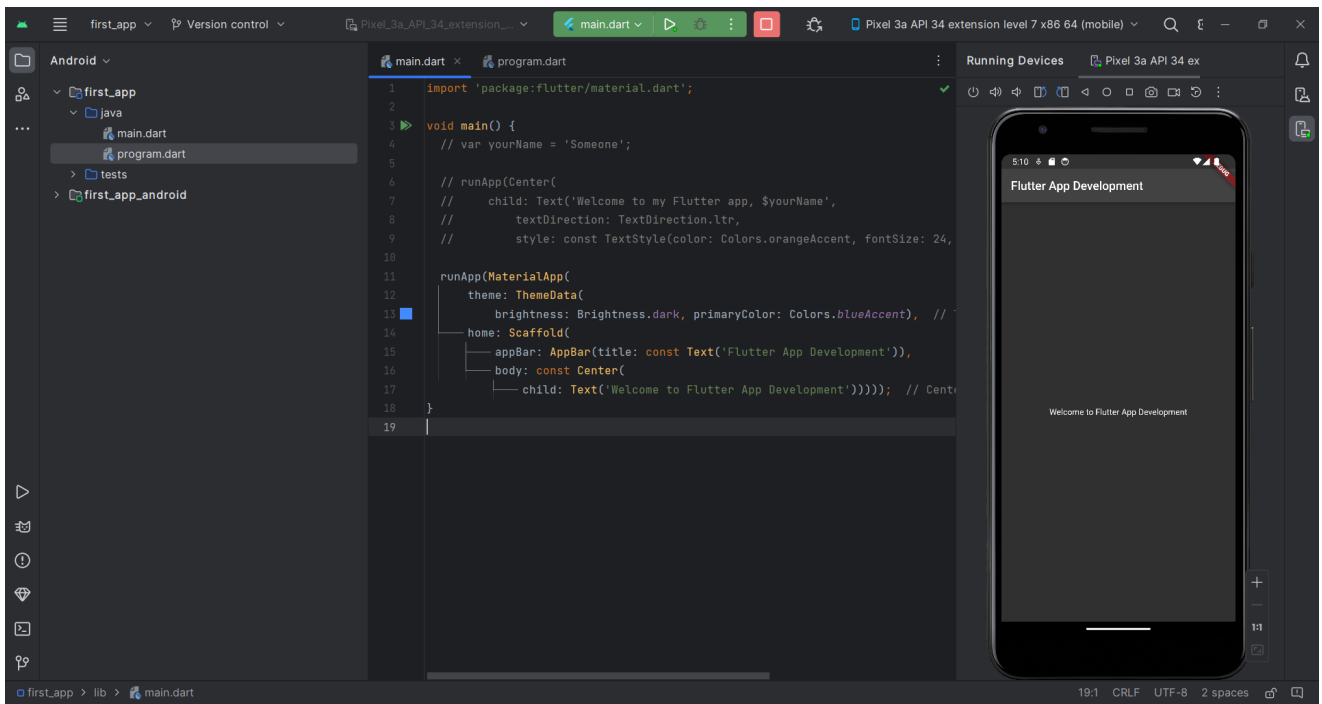 first_app
Version control
Pixel_3a_API_34_extension_...
main.dart
Pixel 3a API 34 extension level 7 x86 64 (mobile)
Android
first_app
java
main.dart
program.dart
tests
first_app_android
main.dart
program.dart
1 import 'package:flutter/material.dart';
2
3 void main() {
4 // var yourName = 'Someone';
5
6 // runApp(Center(
7 // child: Text('Welcome to my Flutter app, $yourName',
8 // textDirection: TextDirection.ltr,
9 // style: const TextStyle(color: Colors.orangeAccent, fontSize: 24,
10
11 runApp(MaterialApp(
12 theme: ThemeData(
13 brightness: Brightness.dark, primaryColor: Colors.blueAccent), //
14 home: Scaffold(
15 appBar: AppBar(title: const Text('Flutter App Development')),
16 body: const Center(
17 child: Text('Welcome to Flutter App Development'))))); // Cent
18 }
19
Running Devices
Pixel 3a API 34 ex
5:10
Flutter App Development
Welcome to Flutter App Development
1:1
first_app > lib > main.dart
19:1 CRLF UTF-8 2 spaces